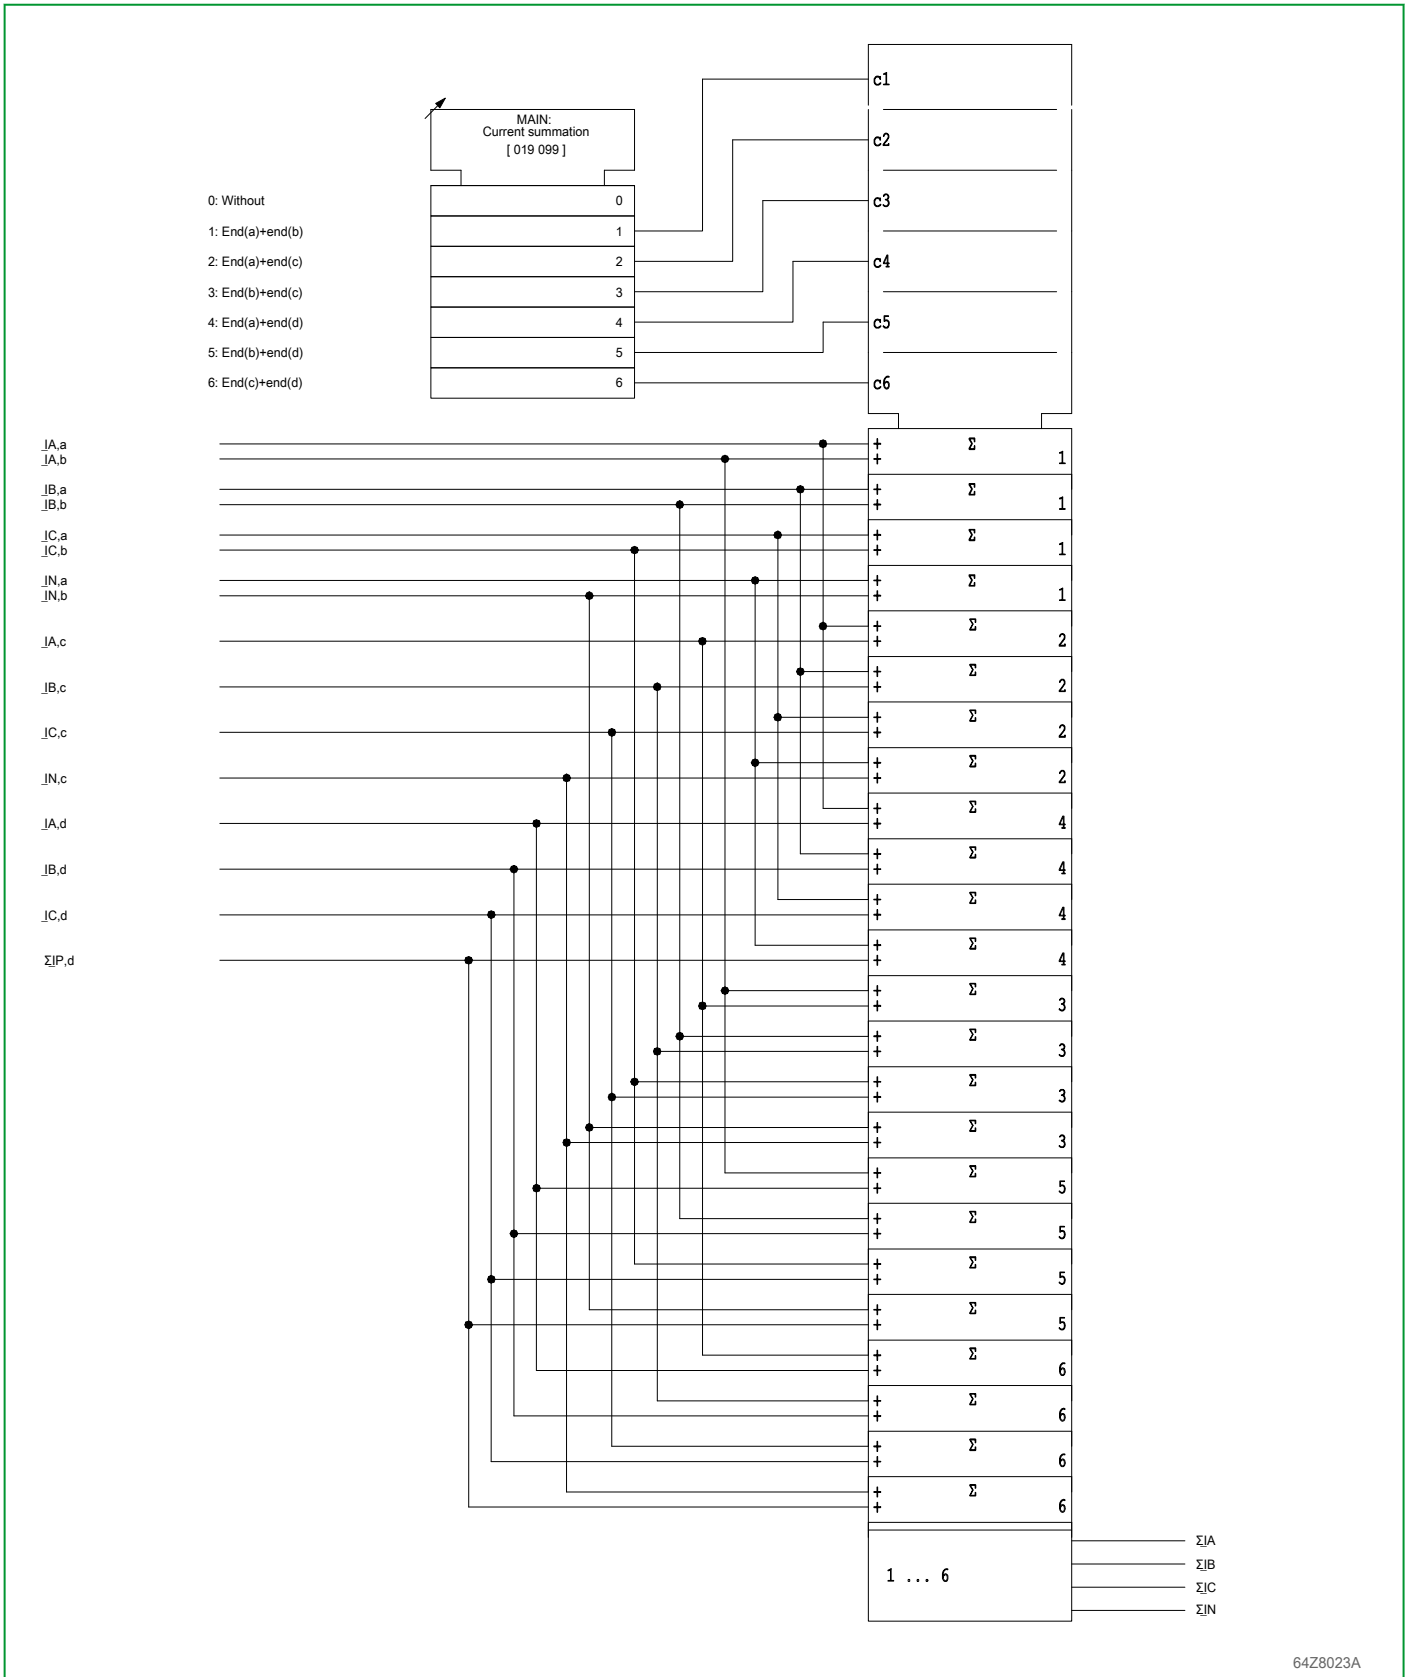 c1
MAIN:
Current summation
[ 019 099 ]
c2
0: Without 0 c3
1: End(a)+end(b) 1
2: End(a)+end(c) 2 c4
3: End(b)+end(c) 3
4: End(a)+end(d) 4 c5
5: End(b)+end(d) 5
6: End(c)+end(d) 6 c6
IA,a + Σ
IA,b + 1
IB,a + Σ
IB,b + 1
IC,a + Σ
IC,b + 1
IN,a + Σ
IN,b + 1
+ Σ
IA,c + 2
+ Σ
IB,c + 2
+ Σ
IC,c + 2
+ Σ
IN,c + 2
+ Σ
IA,d + 4
+ Σ
IB,d + 4
+ Σ
IC,d + 4
+ Σ
ΣIP,d + 4
+ Σ
+ 3
+ Σ
+ 3
+ Σ
+ 3
+ Σ
+ 3
+ Σ
+ 5
+ Σ
+ 5
+ Σ
+ 5
+ Σ
+ 5
+ Σ
+ 6
+ Σ
+ 6
+ Σ
+ 6
+ Σ
+ 6
ΣIA
ΣIB
1 ... 6
ΣIC
ΣIN
64Z8023A